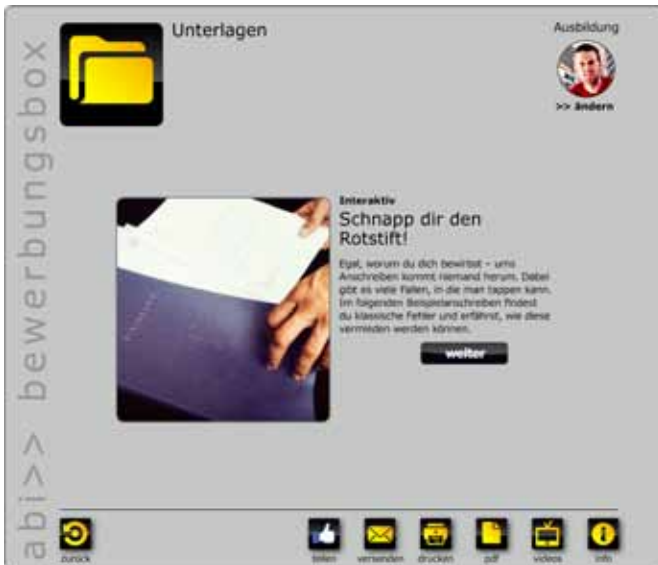 abi>> bewerbungsbox
Unterlagen
Ausbildung
>> ändern
Interaktiv
Schnapp dir den
Rotstift!
Egal, worum du dich bewirbst – ums
Anschreiben kommt niemand herum. Dabei
gibt es viele Fallen, in die man tappen kann.
Im folgenden Beispielanschreiben findest
du klassische Fehler und erfährst, wie diese
vermieden werden können.
weiter
zurück
teilen
versenden
drucken
pdf
videos
info